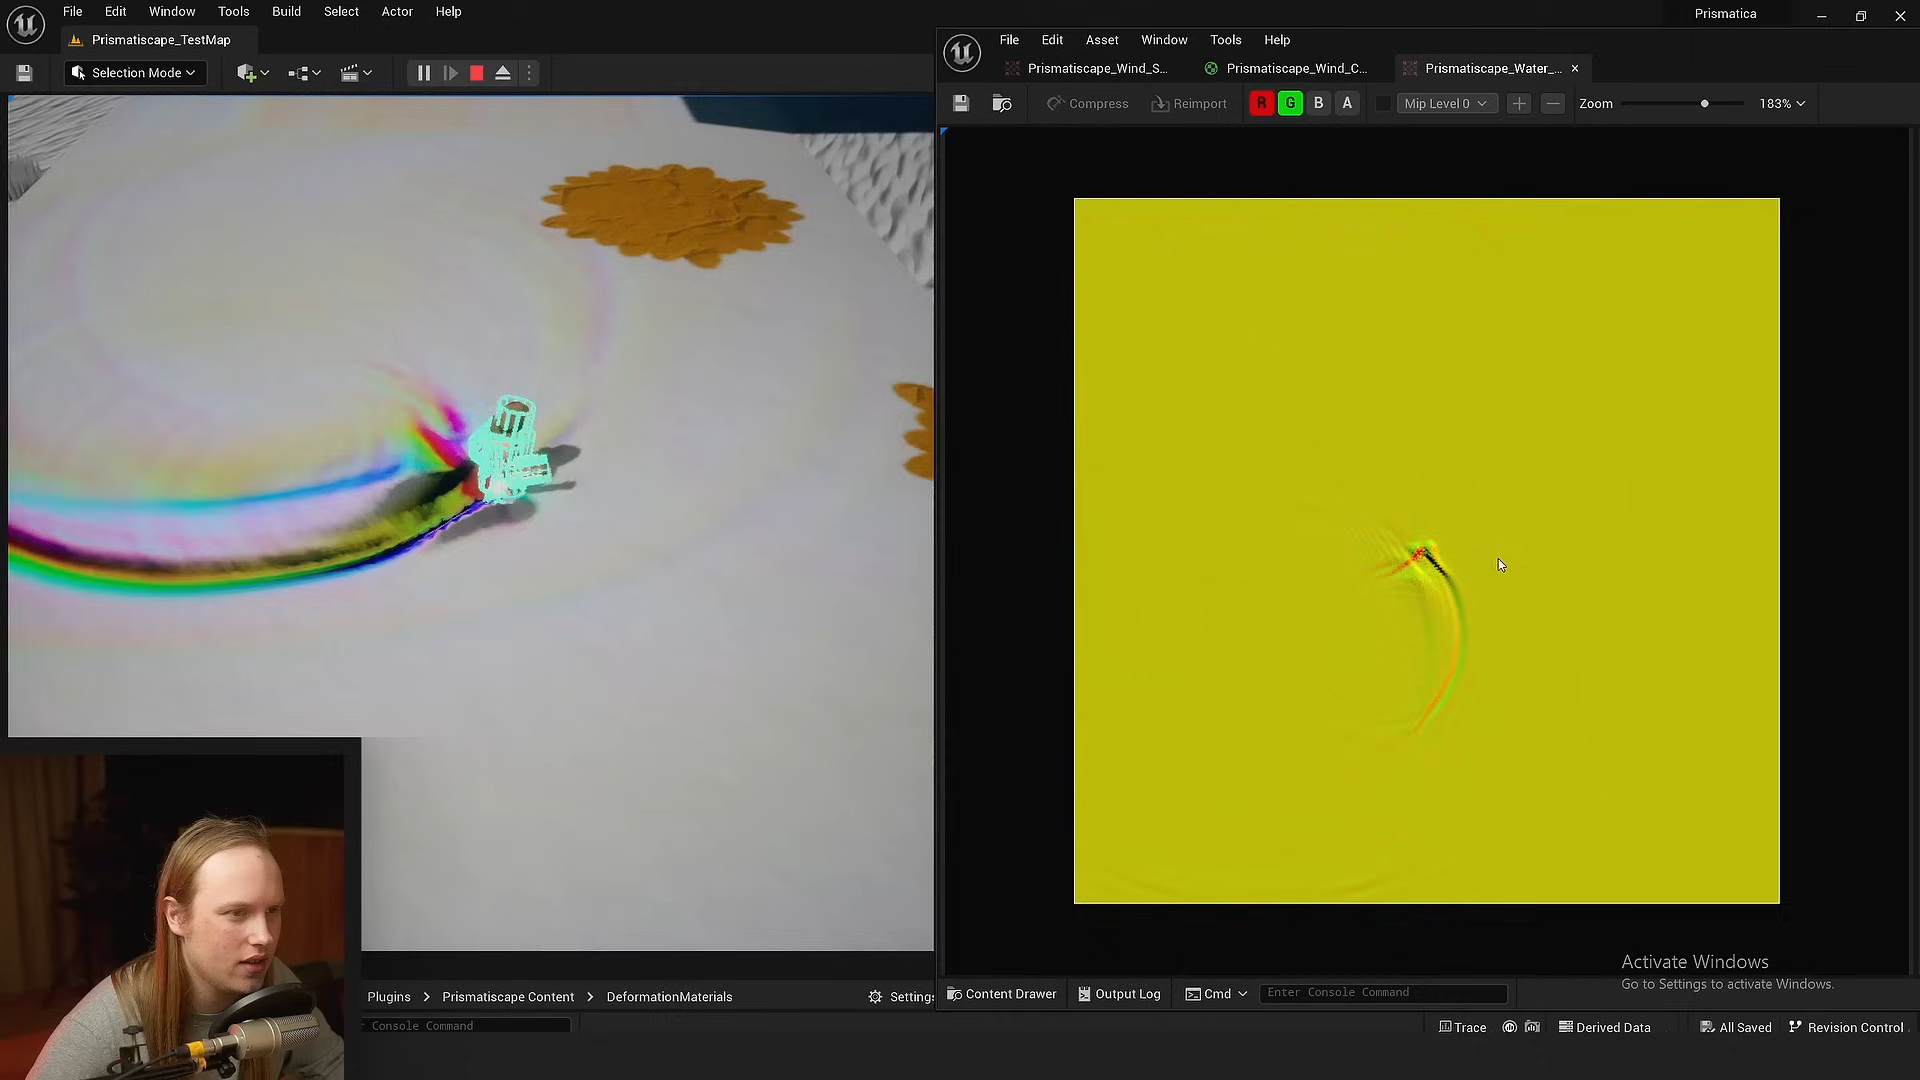 File Edit Window Tools Build Select Actor Help
Prismatiscape_TestMap
Selection Mode
Prismatica
File Edit Asset Window Tools Help
Prismatiscape_Wind_S... Prismatiscape_Wind_C... Prismatiscape_Water_...
Compress Reimport R G B A Mip Level 0 Zoom 183%
Activate Windows
Go to Settings to activate Windows.
Plugins > Prismatiscape Content > DeformationMaterials Settings
Content Drawer Output Log Cmd Enter Console Command
Console Command
Trace Derived Data All Saved Revision Control